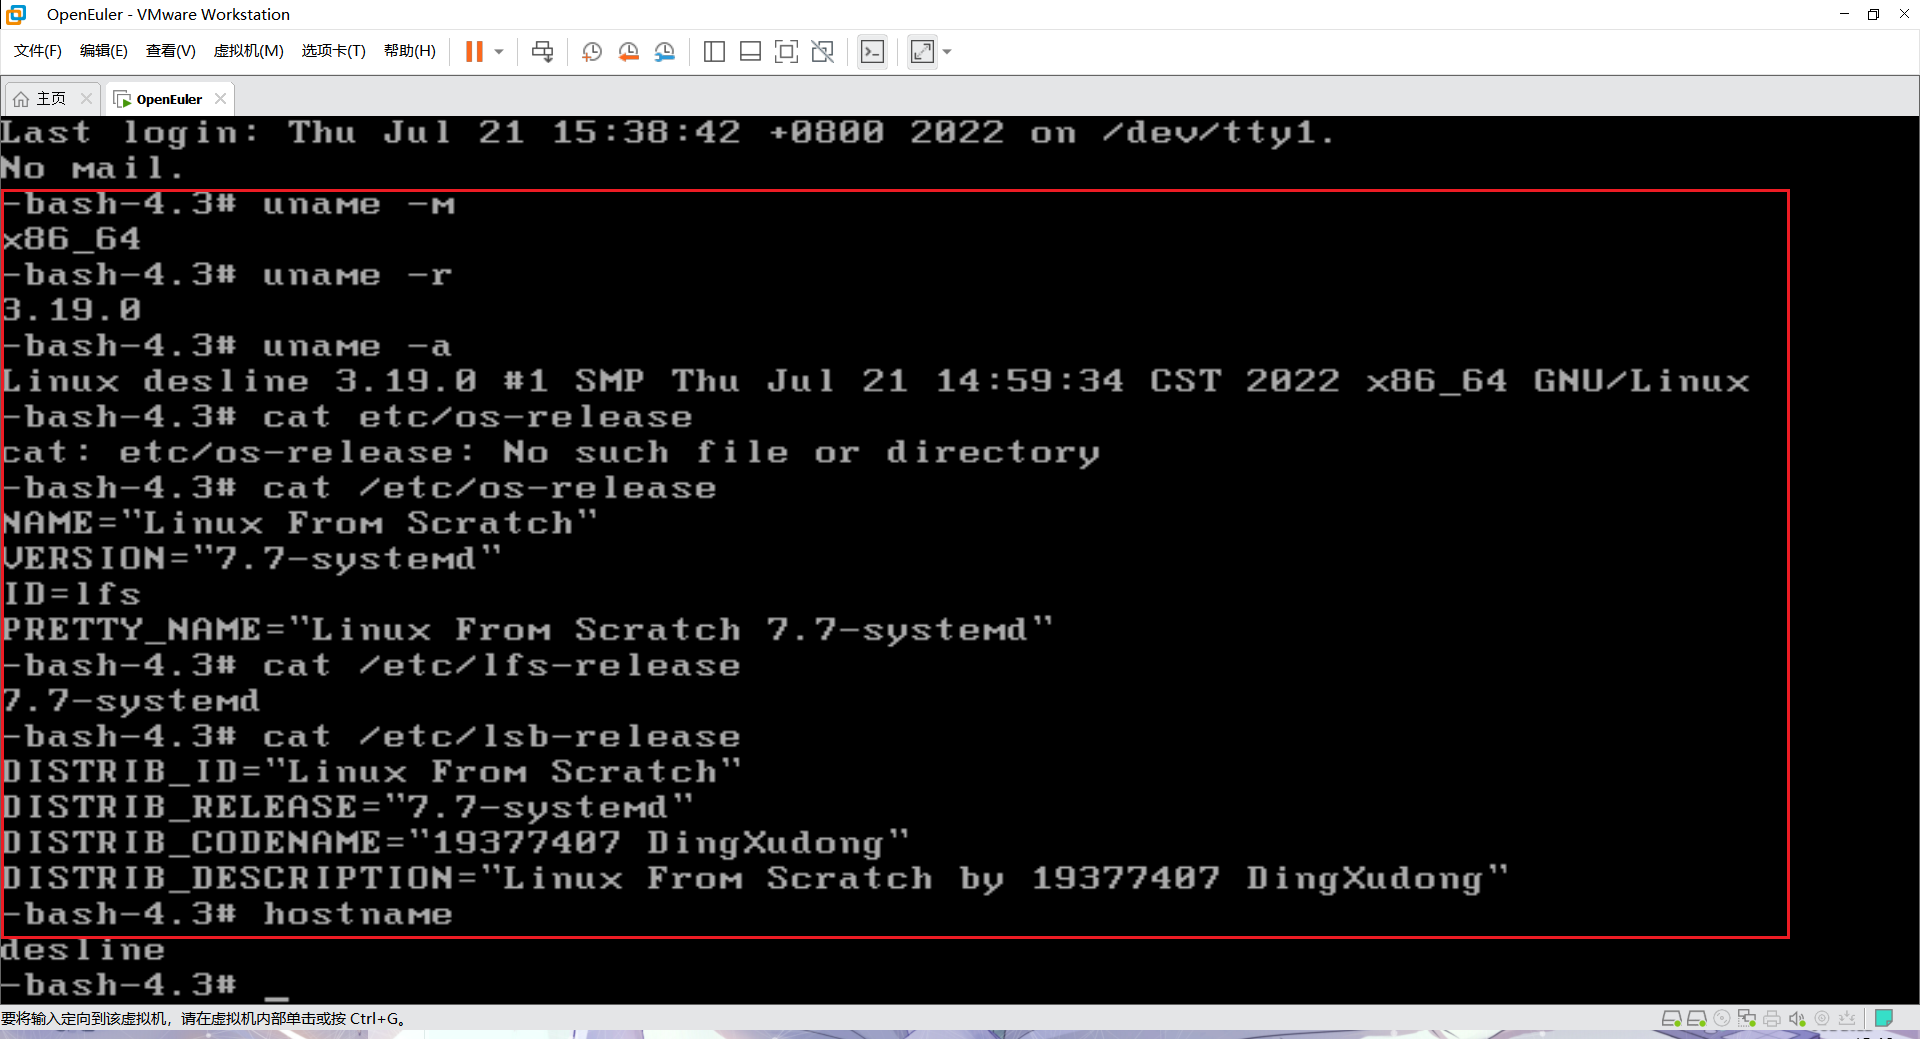 OpenEuler - VMware Workstation
文件(F) 编辑(E) 查看(V) 虚拟机(M) 选项卡(T) 帮助(H)
主页 OpenEuler
Last login: Thu Jul 21 15:38:42 +0800 2022 on /dev/tty1.
No mail.
-bash-4.3# uname -m
x86_64
-bash-4.3# uname -r
3.19.0
-bash-4.3# uname -a
Linux desline 3.19.0 #1 SMP Thu Jul 21 14:59:34 CST 2022 x86_64 GNU/Linux
-bash-4.3# cat etc/os-release
cat: etc/os-release: No such file or directory
-bash-4.3# cat /etc/os-release
NAME="Linux From Scratch"
VERSION="7.7-systemd"
ID=lfs
PRETTY_NAME="Linux From Scratch 7.7-systemd"
-bash-4.3# cat /etc/lfs-release
7.7-systemd
-bash-4.3# cat /etc/lsb-release
DISTRIB_ID="Linux From Scratch"
DISTRIB_RELEASE="7.7-systemd"
DISTRIB_CODENAME="19377407 DingXudong"
DISTRIB_DESCRIPTION="Linux From Scratch by 19377407 DingXudong"
-bash-4.3# hostname
desline
-bash-4.3# _
要将输入定向到该虚拟机，请在虚拟机内部单击或按 Ctrl+G。